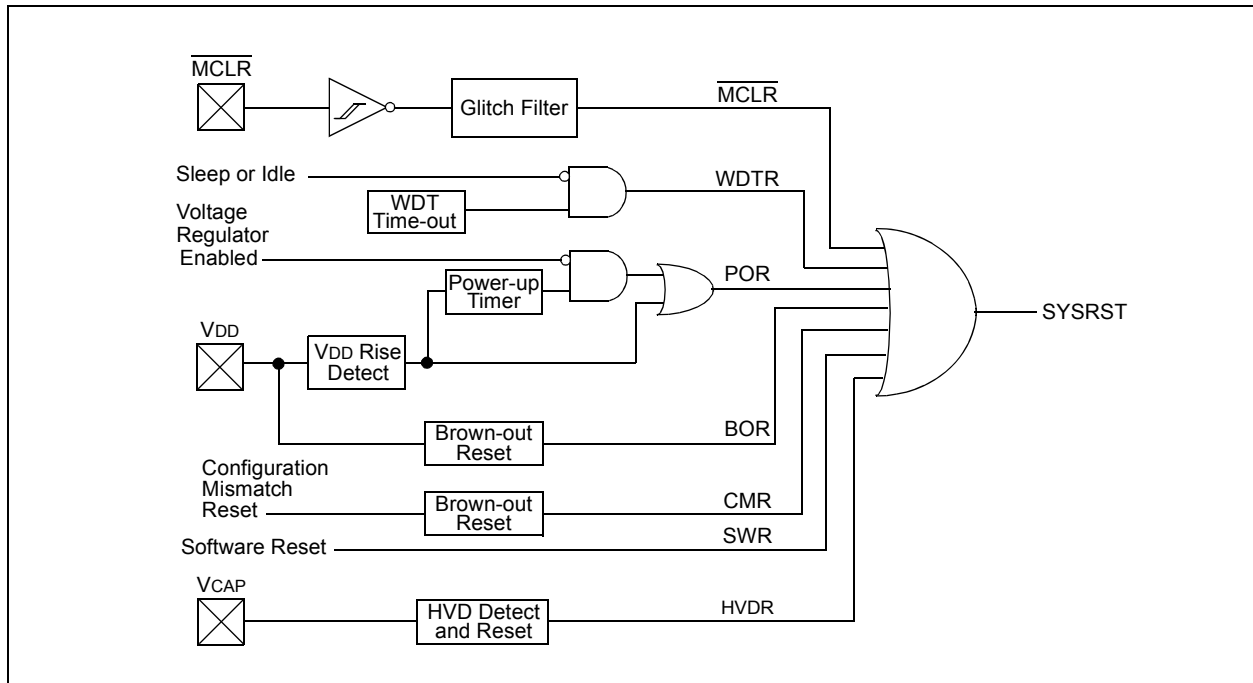 MCLR
Glitch Filter
MCLR
Sleep or Idle
WDT
Time-out
WDTR
Voltage
Regulator
Enabled
Power-up
Timer
POR
SYSRST
VDD
VDD Rise
Detect
Brown-out
Reset
BOR
Configuration
Mismatch
Reset
Brown-out
Reset
CMR
Software Reset
SWR
VCAP
HVD Detect
and Reset
HVDR